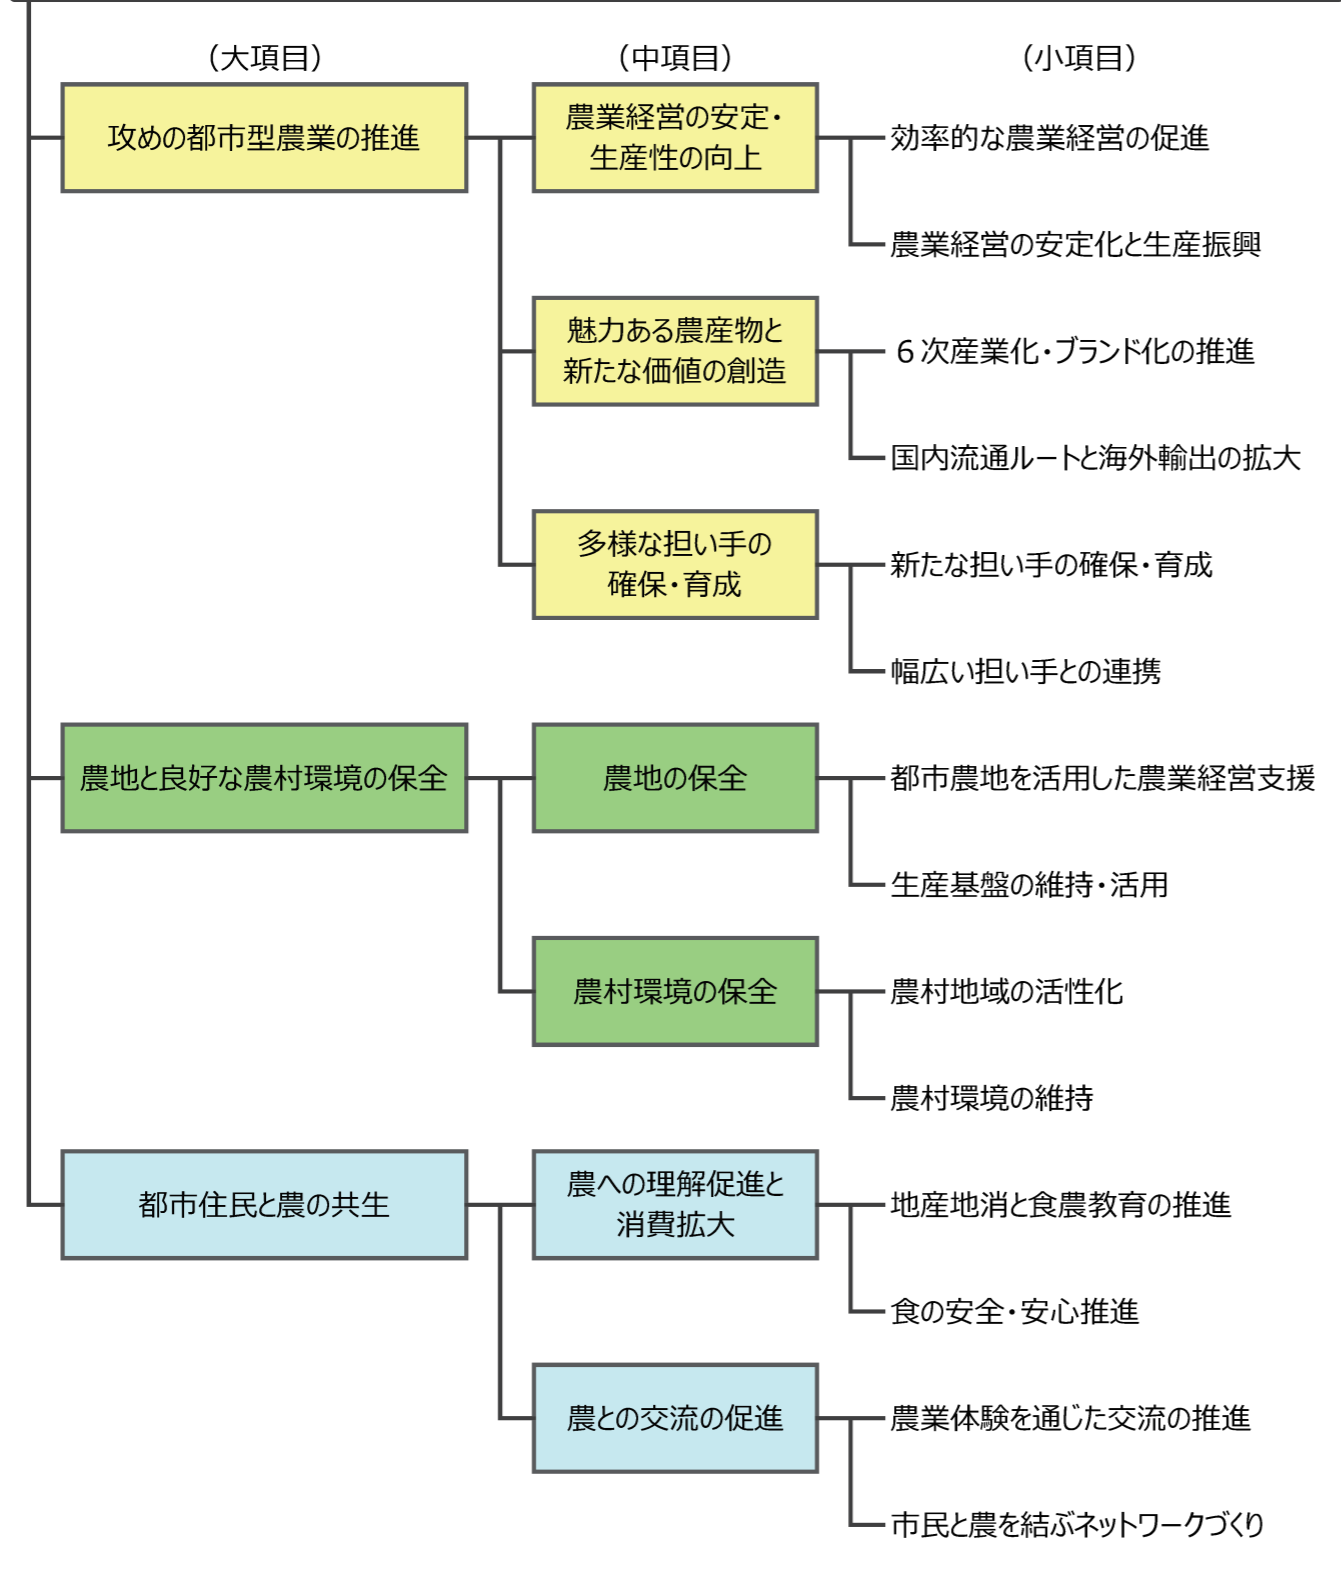 （大項目）
（中項目）
（小項目）
攻めの都市型農業の推進
農業経営の安定・
生産性の向上
効率的な農業経営の促進
農業経営の安定化と生産振興
魅力ある農産物と
新たな価値の創造
６次産業化・ブランド化の推進
国内流通ルートと海外輸出の拡大
多様な担い手の
確保・育成
新たな担い手の確保・育成
幅広い担い手との連携
農地と良好な農村環境の保全
農地の保全
都市農地を活用した農業経営支援
生産基盤の維持・活用
農村環境の保全
農村地域の活性化
農村環境の維持
都市住民と農の共生
農への理解促進と
消費拡大
地産地消と食農教育の推進
食の安全・安心推進
農との交流の促進
農業体験を通じた交流の推進
市民と農を結ぶネットワークづくり